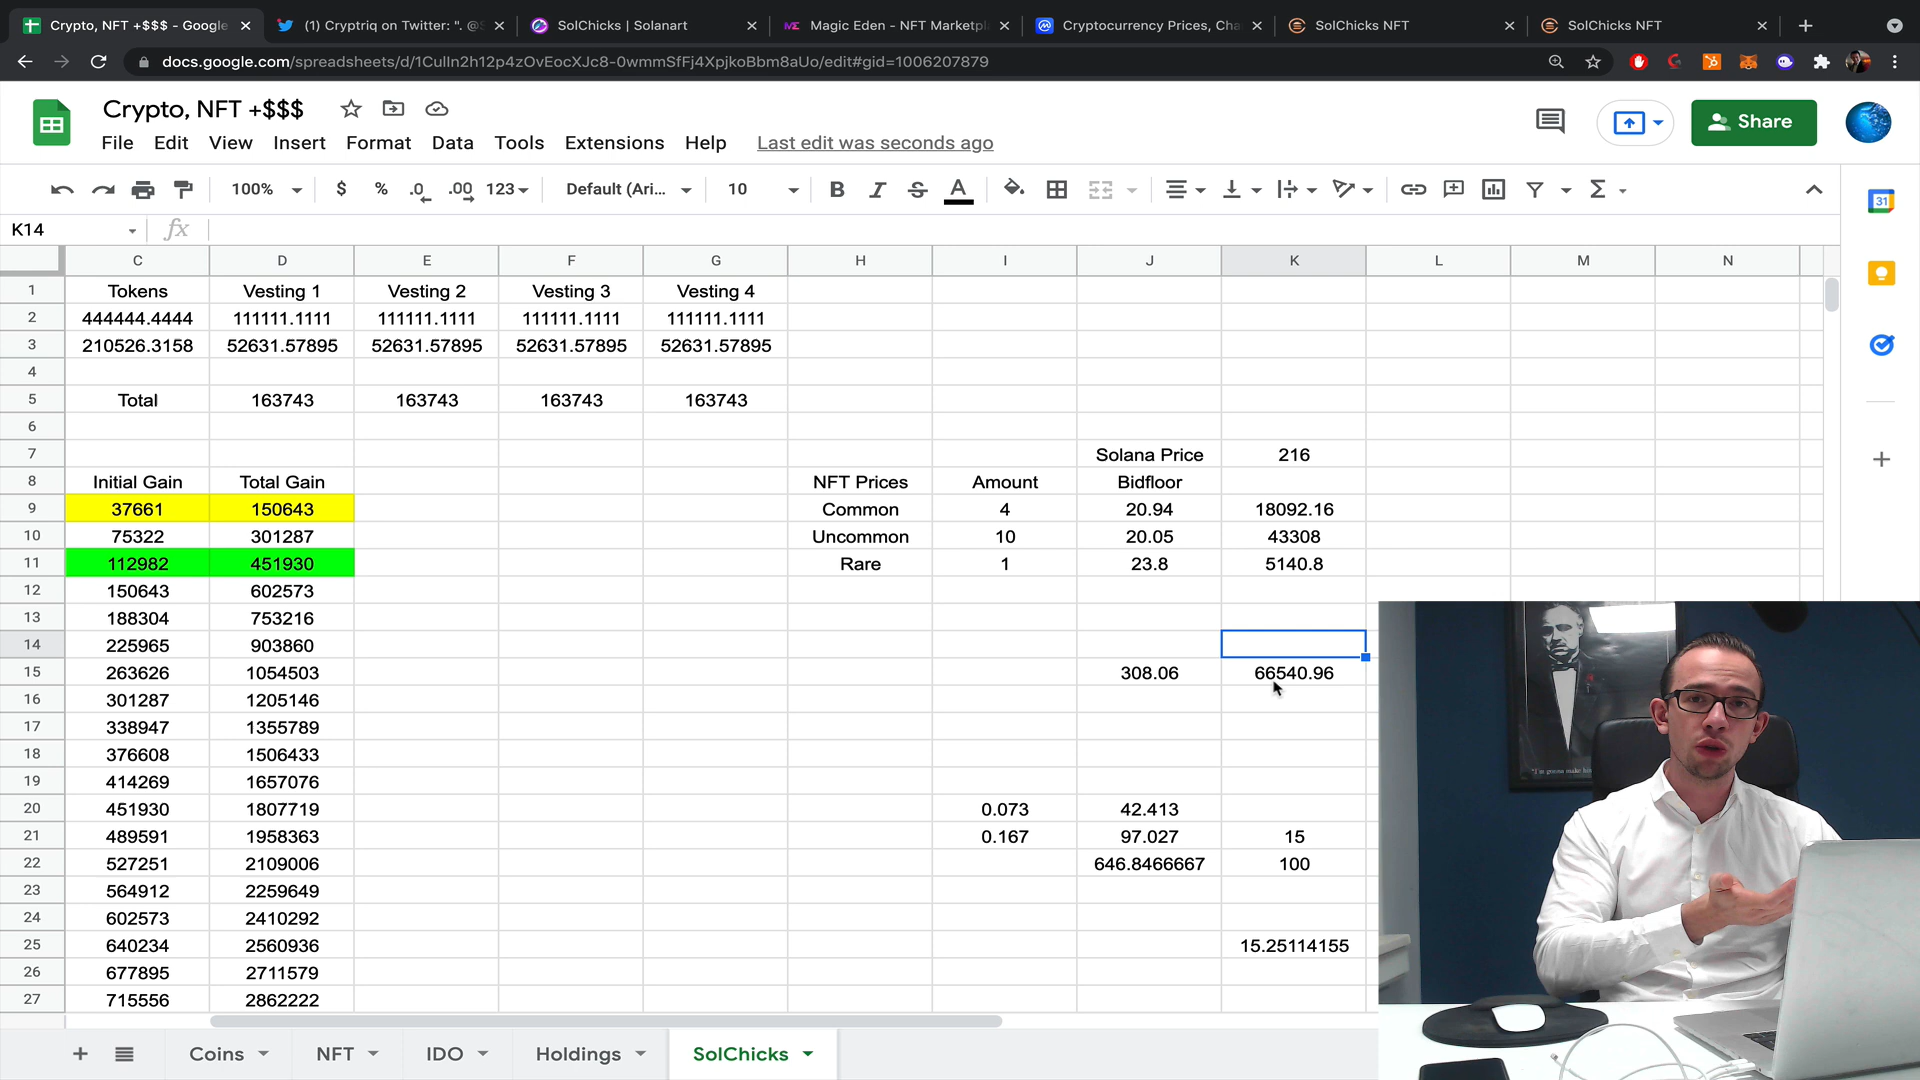 Crypto, NFT +$$$ - Google
(1) Cryptriq on Twitter: ". @S
SolChicks | Solanart
Magic Eden - NFT Marketpl
Cryptocurrency Prices, Cha
SolChicks NFT
SolChicks NFT
docs.google.com/spreadsheets/d/1CulIn2h12p4zOvEocXJc8-0wmmSfFj4XpjkoBbm8aUo/edit#gid=1006207879
Crypto, NFT +$$$
File Edit View Insert Format Data Tools Extensions Help Last edit was seconds ago
Share
100% $ % .0 .00 123 Default (Ari... 10 B I S A Σ
31
K14 fx
C D E F G H I J K L M N
1 Tokens Vesting 1 Vesting 2 Vesting 3 Vesting 4
2 444444.4444 111111.1111 111111.1111 111111.1111 111111.1111
3 210526.3158 52631.57895 52631.57895 52631.57895 52631.57895
4
5 Total 163743 163743 163743 163743
6
7 Solana Price 216
8 Initial Gain Total Gain NFT Prices Amount Bidfloor
9 37661 150643 Common 4 20.94 18092.16
10 75322 301287 Uncommon 10 20.05 43308
11 112982 451930 Rare 1 23.8 5140.8
12 150643 602573
13 188304 753216
14 225965 903860
15 263626 1054503 308.06 66540.96
16 301287 1205146
17 338947 1355789
18 376608 1506433
19 414269 1657076
20 451930 1807719 0.073 42.413
21 489591 1958363 0.167 97.027 15
22 527251 2109006 646.8466667 100
23 564912 2259649
24 602573 2410292
25 640234 2560936 15.25114155
26 677895 2711579
27 715556 2862222
Coins NFT IDO Holdings SolChicks